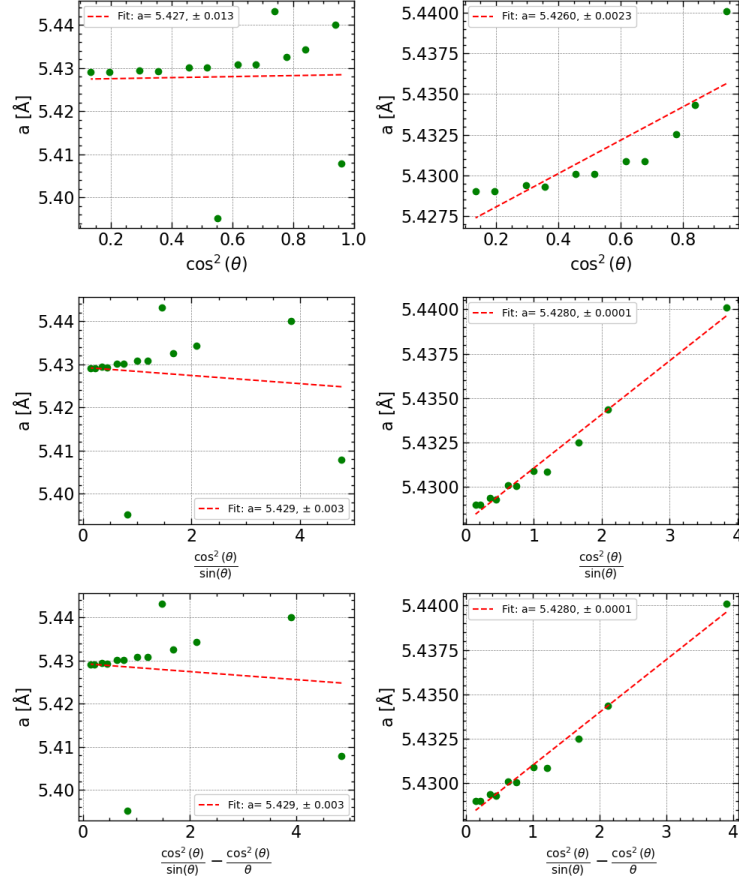 Fit: a= 5.427, ± 0.013
5.44
5.43
5.42
5.41
5.40
a [Å]
0.2 0.4 0.6 0.8 1.0
cos² (θ)
Fit: a= 5.4260 ± 0.0023
5.4400
5.4375
5.4350
5.4325
5.4300
5.4275
a [Å]
0.2 0.4 0.6 0.8
cos² (θ)
5.44
5.43
5.42
5.41
5.40
a [Å]
Fit: a= 5.429, ± 0.003
0 2 4
cos² (θ)
sin(θ)
Fit: a= 5.4280, ± 0.0001
5.4400
5.4375
5.4350
5.4325
5.4300
a [Å]
0 1 2 3 4
cos² (θ)
sin(θ)
5.44
5.43
5.42
5.41
5.40
a [Å]
Fit: a= 5.429, ± 0.003
0 2 4
cos² (θ) − cos² (θ)
sin(θ) θ
Fit: a= 5.4280, ± 0.0001
5.4400
5.4375
5.4350
5.4325
5.4300
a [Å]
0 1 2 3 4
cos² (θ) − cos² (θ)
sin(θ) θ